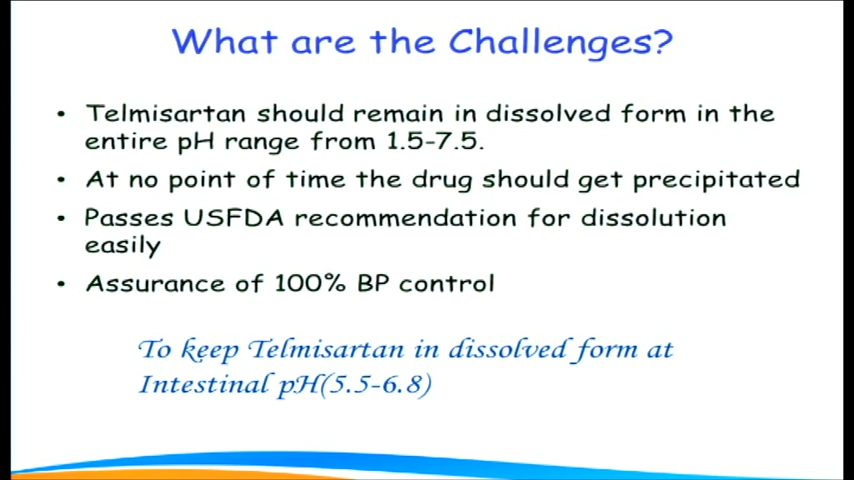 What are the Challenges?
• Telmisartan should remain in dissolved form in the
entire pH range from 1.5-7.5.
• At no point of time the drug should get precipitated
• Passes USFDA recommendation for dissolution
easily
• Assurance of 100% BP control
To keep Telmisartan in dissolved form at
Intestinal pH(5.5-6.8)